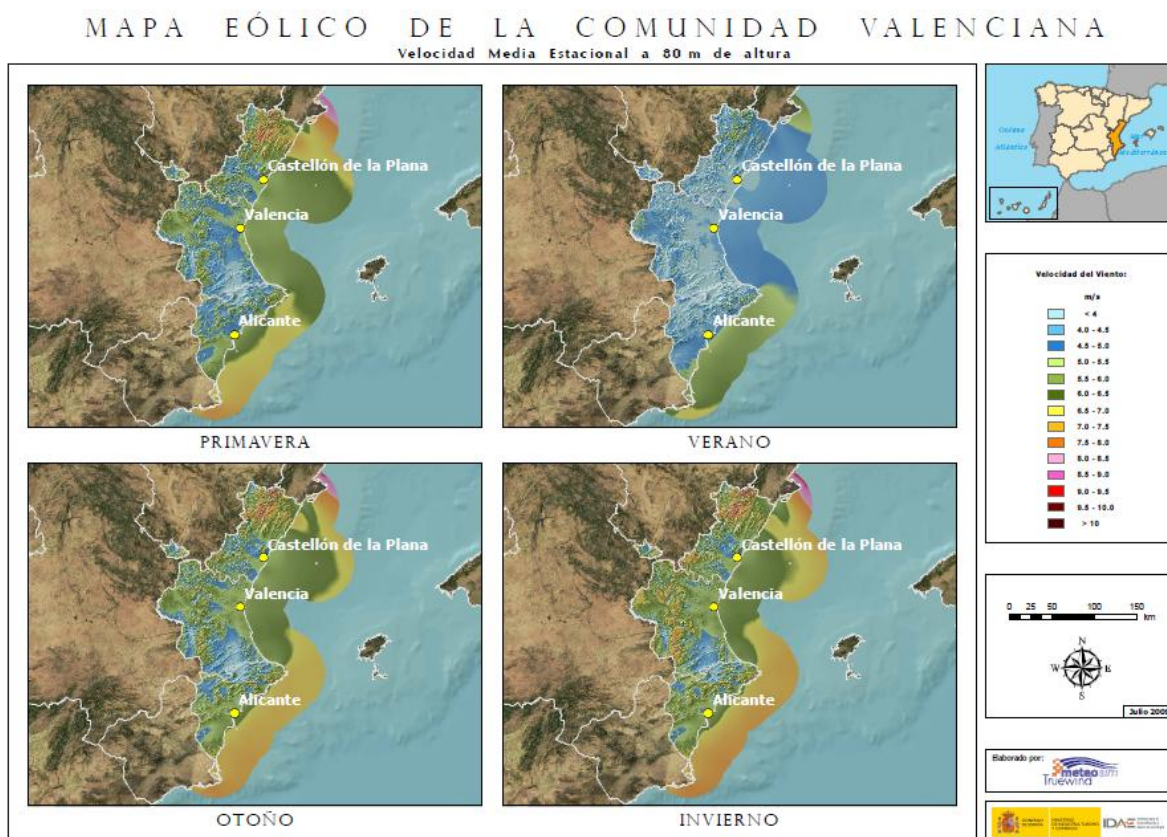 MAPA EÓLICO DE LA COMUNIDAD VALENCIANA
Velocidad Media Estacional a 80 m de altura
Castellón de la Plana
Valencia
Alicante
PRIMAVERA
Castellón de la Plana
Valencia
Alicante
VERANO
Castellón de la Plana
Valencia
Alicante
OTOÑO
Castellón de la Plana
Valencia
Alicante
INVIERNO
Océano
Atlántico
Mediterráneo
Velocidad del Viento:
m/s
< 4
4.0 - 4.5
4.5 - 5.0
5.0 - 5.5
5.5 - 6.0
6.0 - 6.5
6.5 - 7.0
7.0 - 7.5
7.5 - 8.0
8.0 - 8.5
8.5 - 9.0
9.0 - 9.5
9.5 - 10.0
> 10
0 25 50 100 150
km
N
W E
S
Julio 2009
Elaborado por:
meteosim
Truewind
IDAE